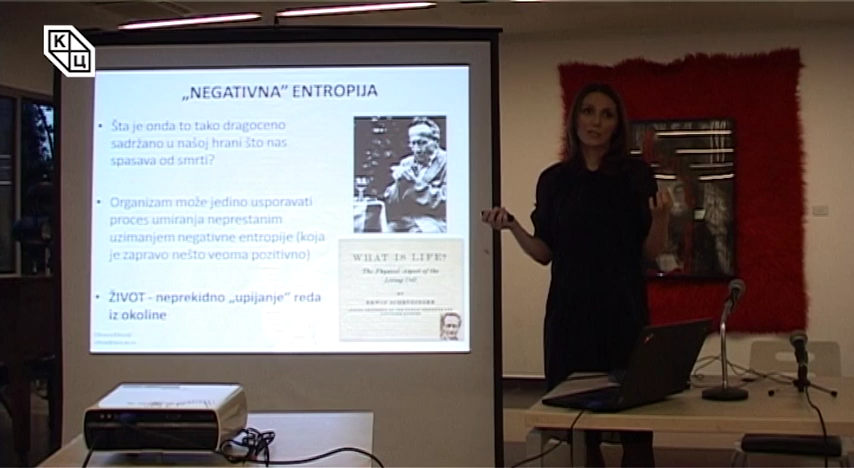 К
Ц
„NEGATIVNA” ENTROPIJA
• Šta je onda to tako dragoceno
sadržano u našoj hrani što nas
spasava od smrti?
• Organizam može jedino usporavati
proces umiranja neprestanim
uzimanjem negativne entropije (koja
je zapravo nešto veoma pozitivno)
• ŽIVOT - neprekidno „upijanje” reda
iz okoline
WHAT IS LIFE?
The Physical Aspect of the
Living Cell
BY
ERWIN SCHRÖDINGER